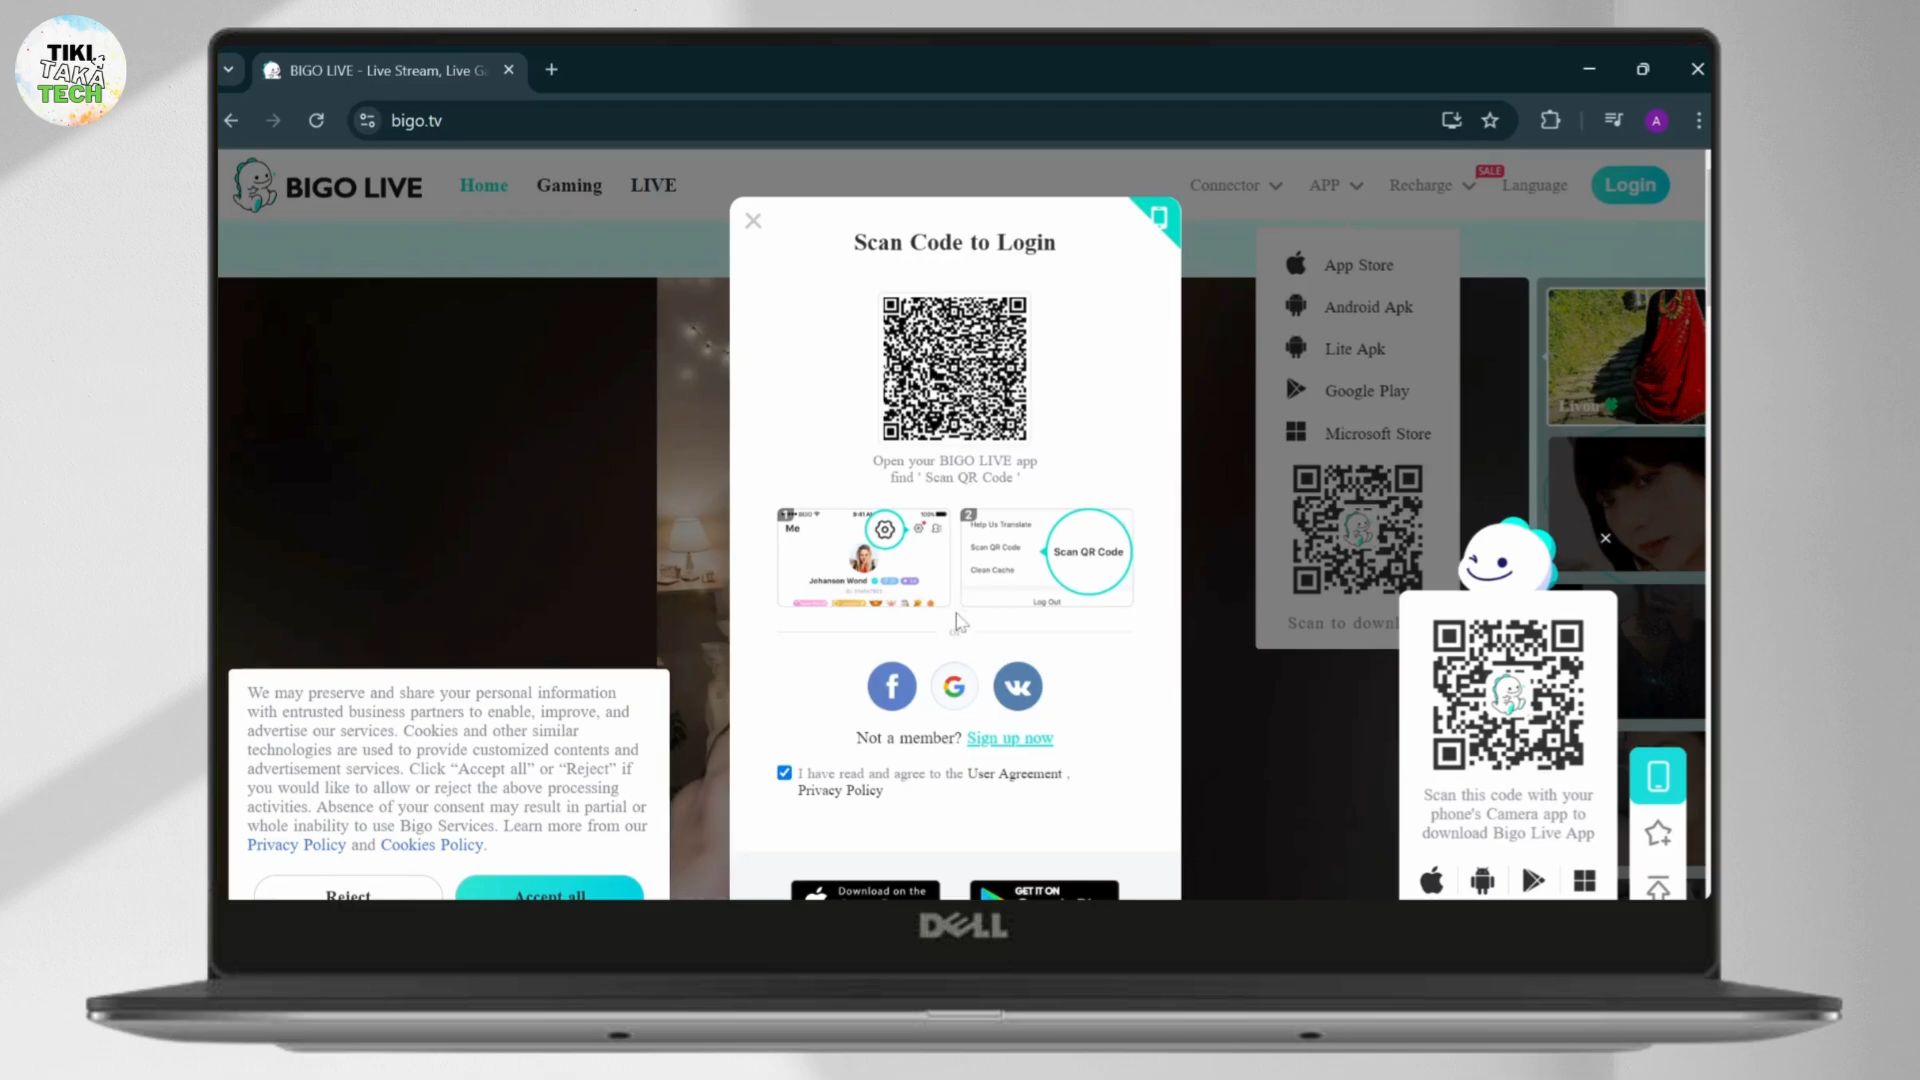 TIKI
TAKA
TECH
BIGO LIVE - Live Stream, Live G
bigo.tv
A
BIGO LIVE
Home
Gaming
LIVE
Connector
APP
Recharge
SALE
Language
Login
Scan Code to Login
Open your BIGO LIVE app
find ' Scan QR Code '
1
BIGO
9:41 AM
100%
Me
Johanson Wond
2
Help Us Translate
Scan QR Code
Clean Cache
Scan QR Code
Log Out
f
G
Not a member? Sign up now
I have read and agree to the User Agreement ,
Privacy Policy
Download on the
GET IT ON
App Store
Android Apk
Lite Apk
Google Play
Microsoft Store
Scan to downl
Livou
Scan this code with your
phone's Camera app to
download Bigo Live App
We may preserve and share your personal information
with entrusted business partners to enable, improve, and
advertise our services. Cookies and other similar
technologies are used to provide customized contents and
advertisement services. Click “Accept all” or “Reject” if
you would like to allow or reject the above processing
activities. Absence of your consent may result in partial or
whole inability to use Bigo Services. Learn more from our
Privacy Policy and Cookies Policy.
Reject
Accept all
DELL